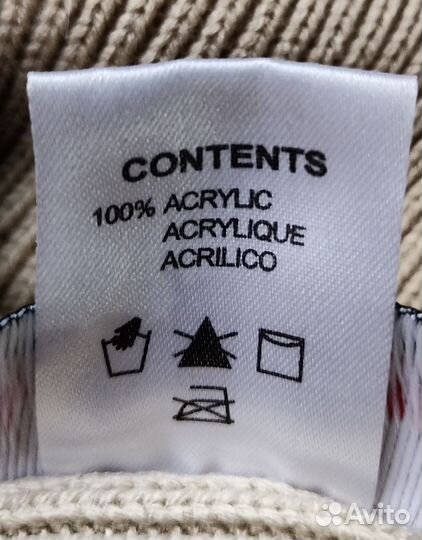 CONTENTS
100% ACRYLIC
ACRYLIQUE
ACRILICO
Avito